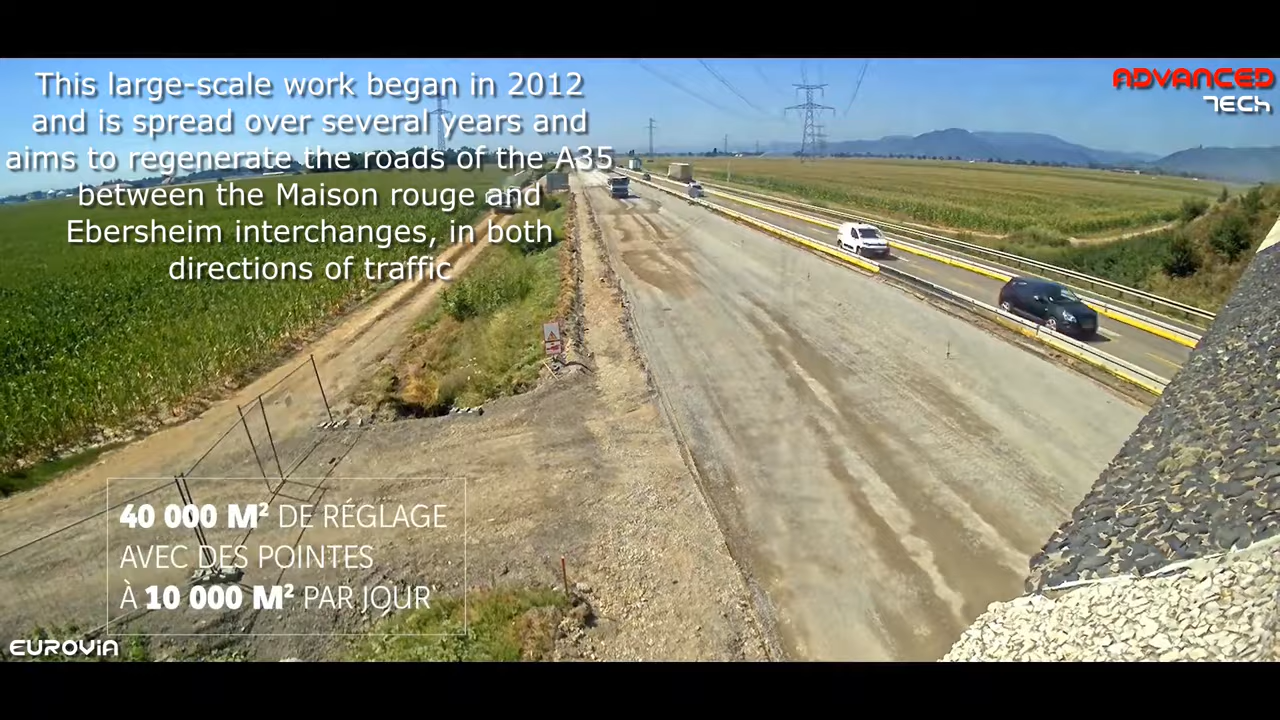 This large-scale work began in 2012
and is spread over several years and
aims to regenerate the roads of the A35
between the Maison rouge and
Ebersheim interchanges, in both
directions of traffic
ADVANCED
TECH
40 000 M² DE RÉGLAGE
AVEC DES POINTES
À 10 000 M² PAR JOUR
EUROVIA